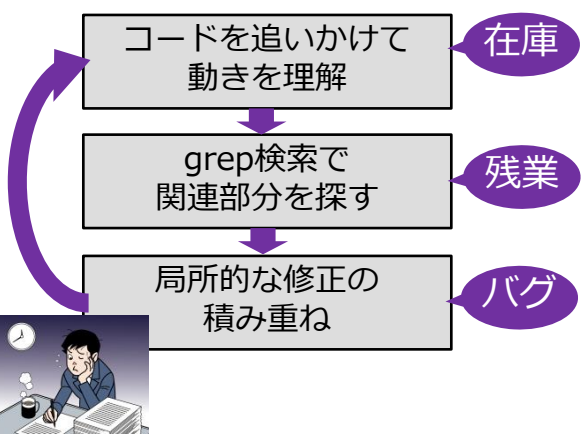 コードを追いかけて
動きを理解
在庫
grep検索で
関連部分を探す
残業
局所的な修正の
積み重ね
バグ